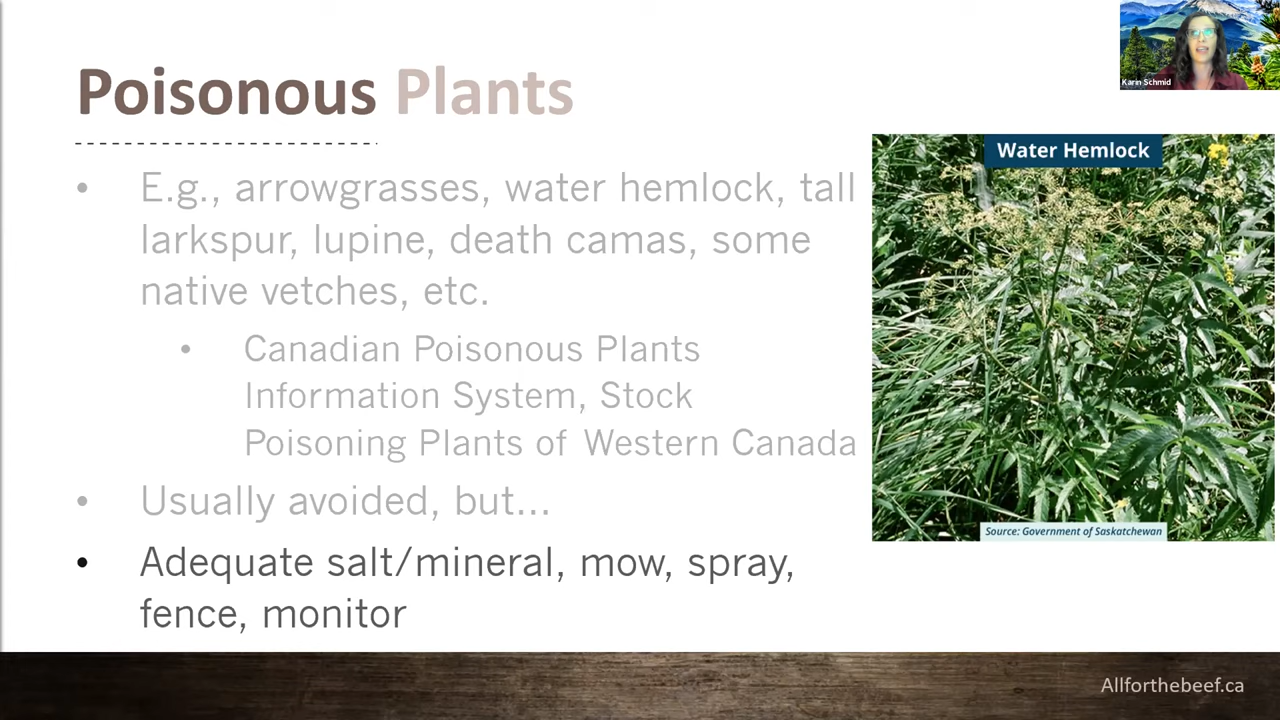 Karin Schmid
Poisonous Plants
• E.g., arrowgrasses, water hemlock, tall
larkspur, lupine, death camas, some
native vetches, etc.
• Canadian Poisonous Plants
Information System, Stock
Poisoning Plants of Western Canada
• Usually avoided, but...
• Adequate salt/mineral, mow, spray,
fence, monitor
Water Hemlock
Source: Government of Saskatchewan
Allforthebeef.ca